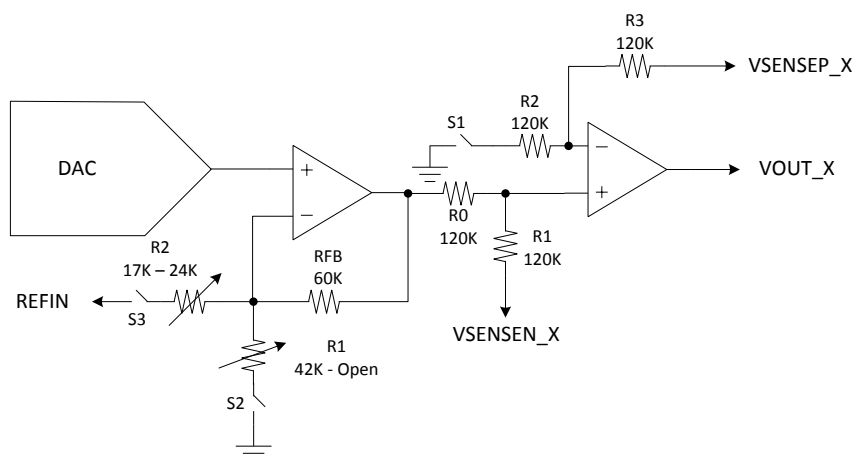 R3
120K
VSENSEP_X
R2
120K
S1
DAC
+
−
−
+
VOUT_X
R0
120K
R1
120K
R2
17K – 24K
RFB
60K
REFIN
S3
VSENSEN_X
R1
42K - Open
S2